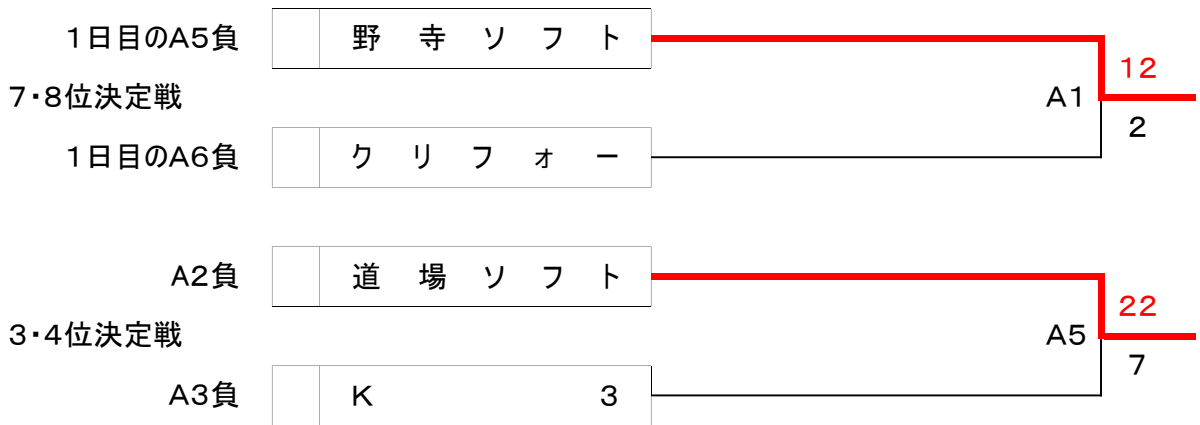 1日目のA5負 野寺ソフト
12
7・8位決定戦 A1
2
1日目のA6負 クリフォー
A2負 道場ソフト
22
3・4位決定戦 A5
7
A3負 K 3